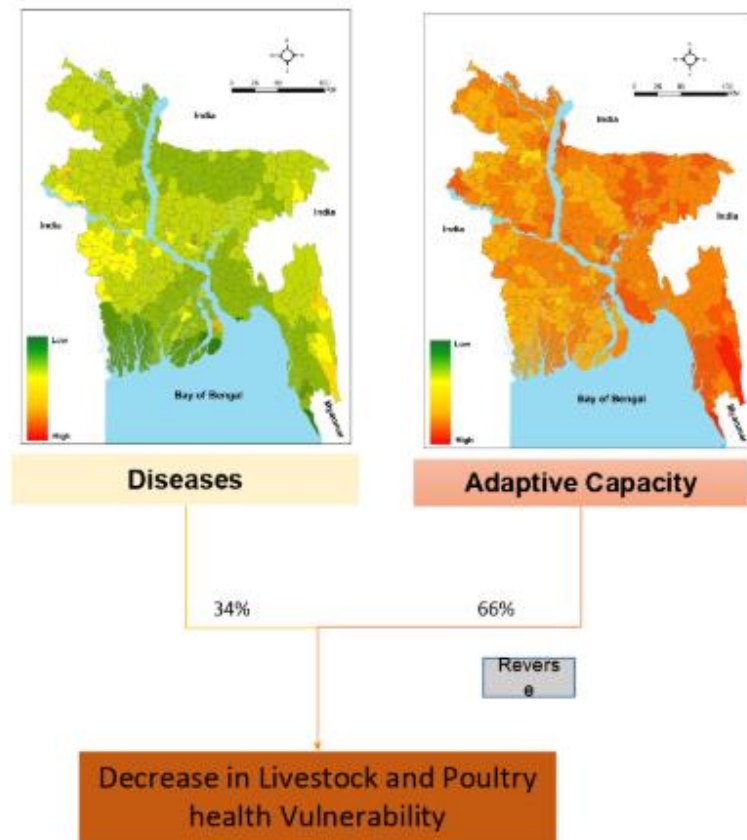 India
India
India
Low
High
Bay of Bengal
Myanmar
India
India
India
Low
High
Bay of Bengal
Myanmar
Diseases
Adaptive Capacity
34%
66%
Revers
e
Decrease in Livestock and Poultry
health Vulnerability